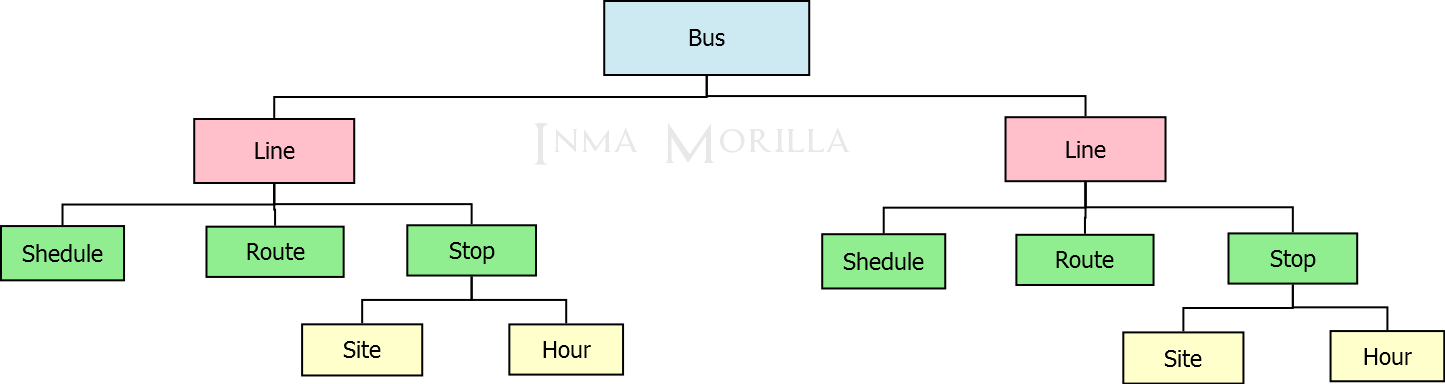 Bus
INMA MORILLA
Line
Line
Shedule
Route
Stop
Shedule
Route
Stop
Site
Hour
Site
Hour